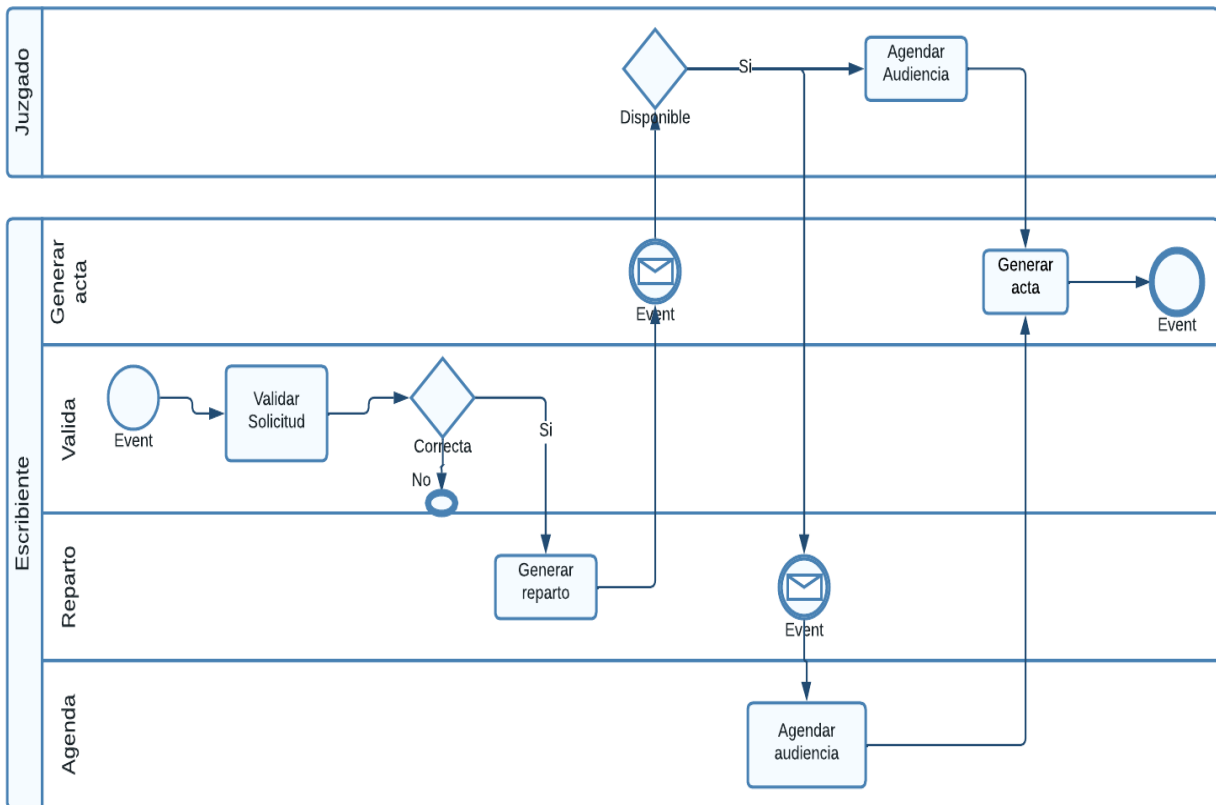 Juzgado
Disponible
Si
Agendar
Audiencia
Escribiente
Generar
acta
Event
Generar
acta
Event
Valida
Event
Validar
Solicitud
Correcta
No
Si
Reparto
Generar
reparto
Event
Agenda
Agendar
audiencia